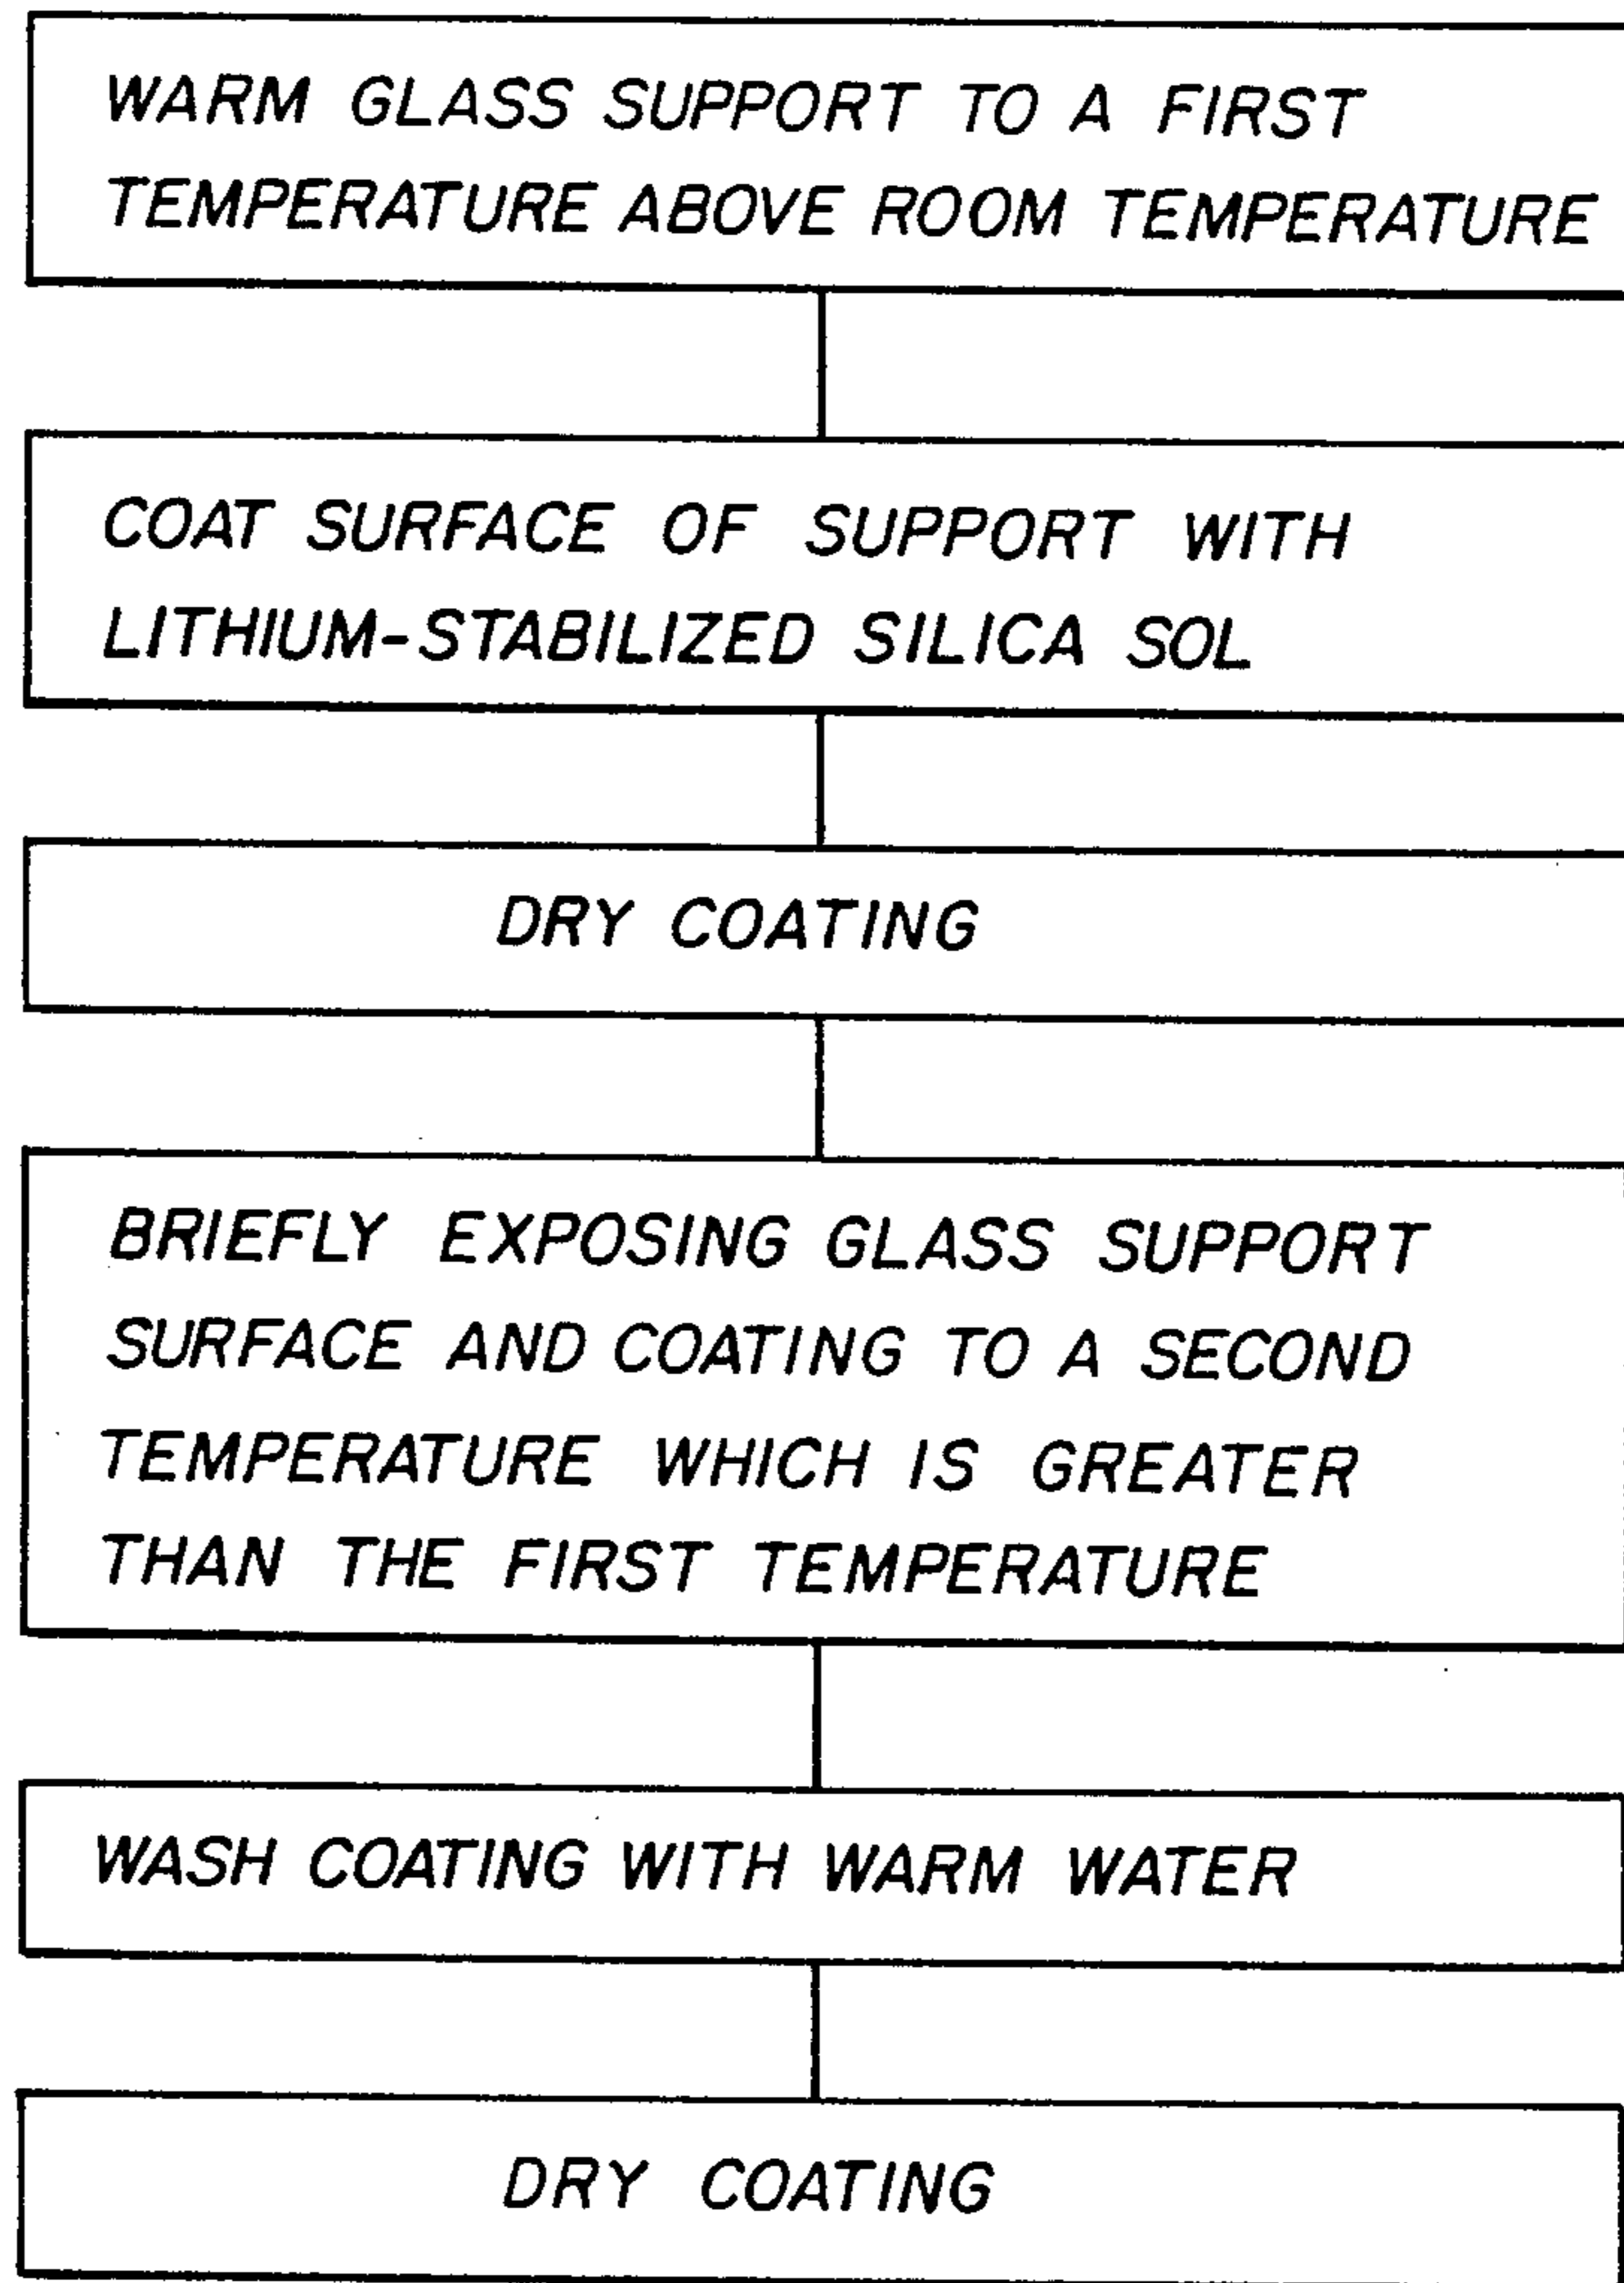 WARM GLASS SUPPORT TO A FIRST
TEMPERATURE ABOVE ROOM TEMPERATURE
COAT SURFACE OF SUPPORT WITH
LITHIUM-STABILIZED SILICA SOL
DRY COATING
BRIEFLY EXPOSING GLASS SUPPORT
SURFACE AND COATING TO A SECOND
TEMPERATURE WHICH IS GREATER
THAN THE FIRST TEMPERATURE
WASH COATING WITH WARM WATER
DRY COATING